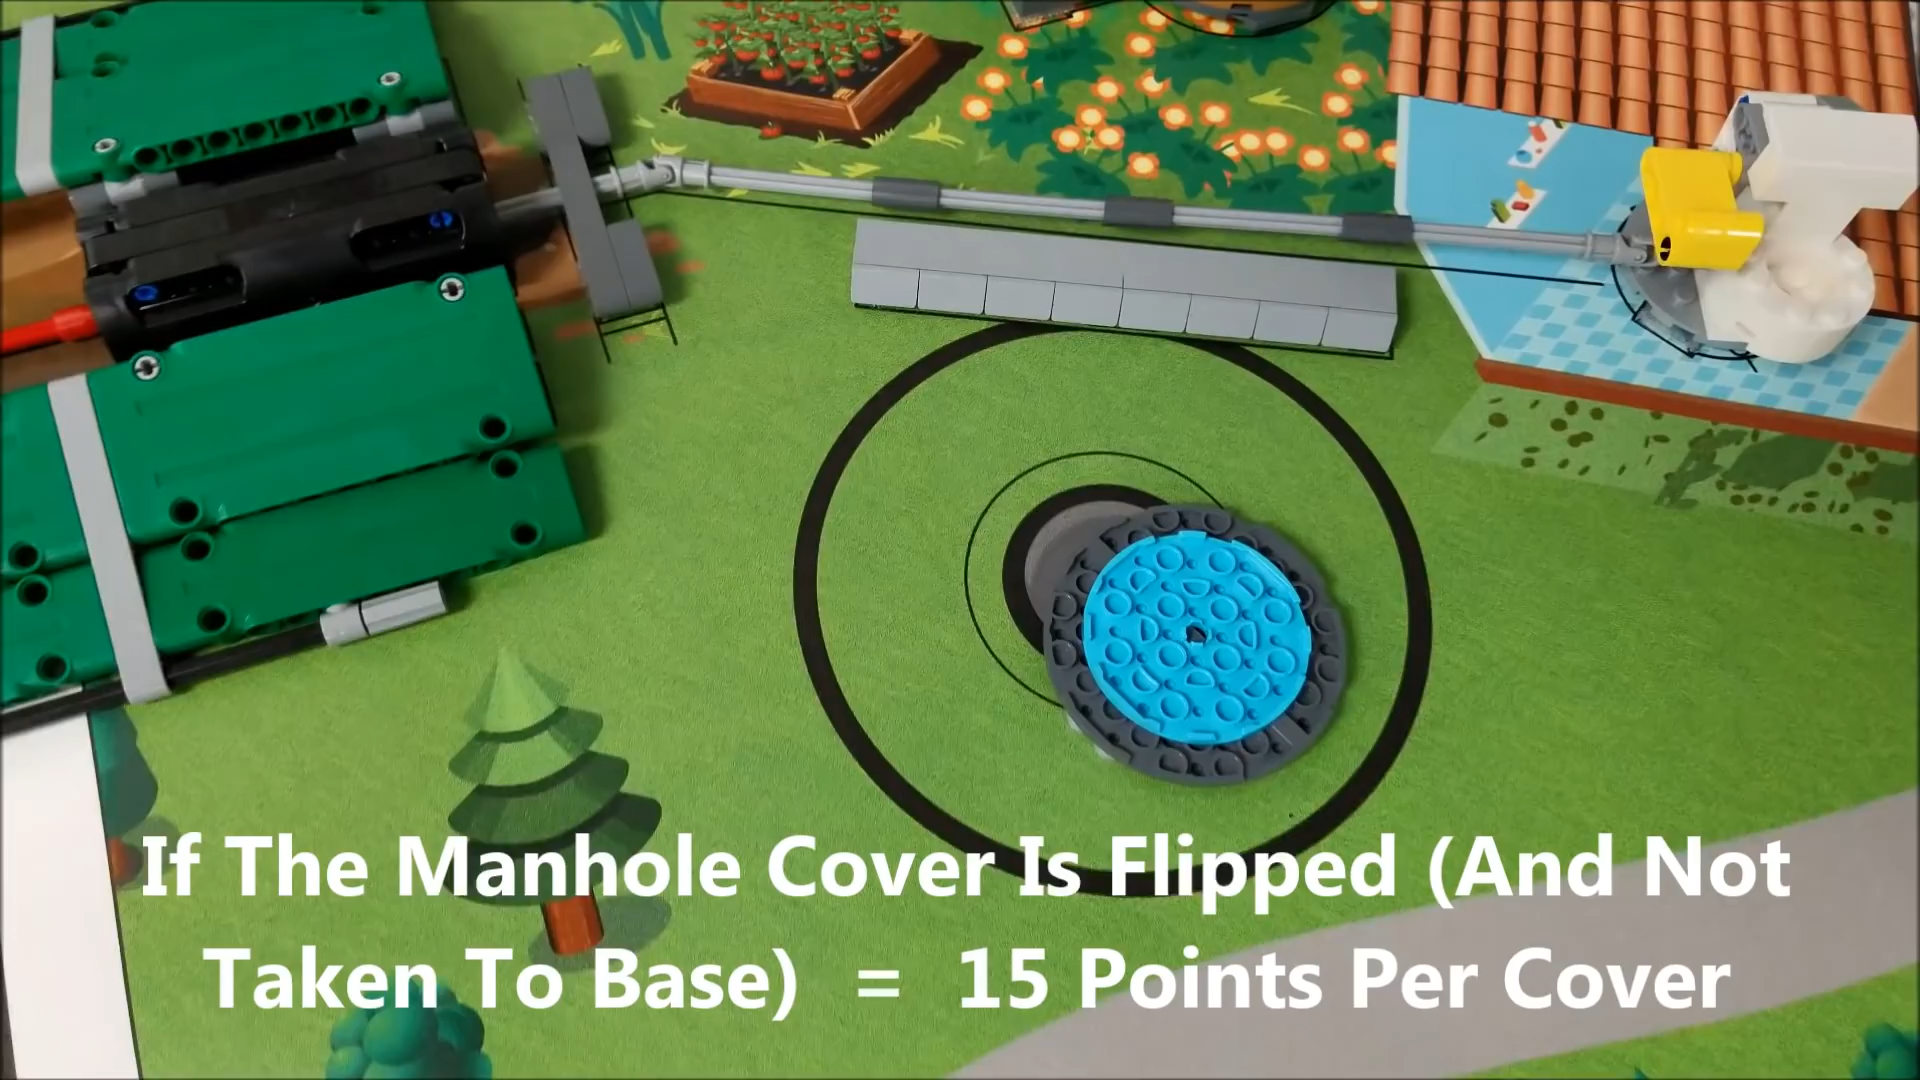 If The Manhole Cover Is Flipped (And Not
Taken To Base)  =  15 Points Per Cover